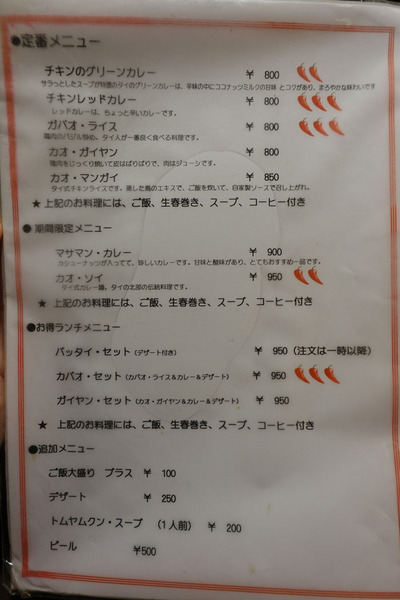 ●定番メニュー
チキンのグリーンカレー ￥ 800
サラっとしたスープが特徴のタイのグリーンカレーは、辛味の中にココナッツミルクの甘味 とコクがあり、まろやかな味わいです
チキンレッドカレー ￥ 800
レッドカレーは、ちょっと辛いカレーです。
ガパオ・ライス ￥ 800
鶏肉のバジル炒め、タイ人が一番良く食べる料理です。
カオ・ガイヤン ￥ 800
鶏肉をじっくり焼いて皮はぱりぱりで、肉はジューシです。
カオ・マンガイ ￥ 850
タイ式チキンライスです。蒸した鳥のエキスで、ご飯を炊いて、自家製ソースで召し上がれ。
★ 上記のお料理には、ご飯、生春巻き、スープ、コーヒー付き
● 期間限定メニュー
マサマン・カレー ￥ 900
カシューナッツが入ってて、珍しいカレーです。甘味と酸味があり、とてもおすすめ一品です。
カオ・ソイ ￥ 950
タイ式カレー麺。タイの北部の伝統料理です。
★ 上記のお料理には、ご飯、生春巻き、スープ、コーヒー付き
●お得ランチメニュー
パッタイ・セット (デザート付き) ￥ 950 (注文は一時以降)
カパオ・セット (カパオ・ライス＆カレー＆デザート) ￥ 950
ガイヤン・セット (カオ・ガイヤン＆カレー＆デザート) ￥ 950
★ 上記のお料理には、ご飯、生春巻き、スープ、コーヒー付き
●追加メニュー
ご飯大盛り プラス ￥ 100
デザート ￥ 250
トムヤムクン・スープ (1人前) ￥ 200
ビール ￥500